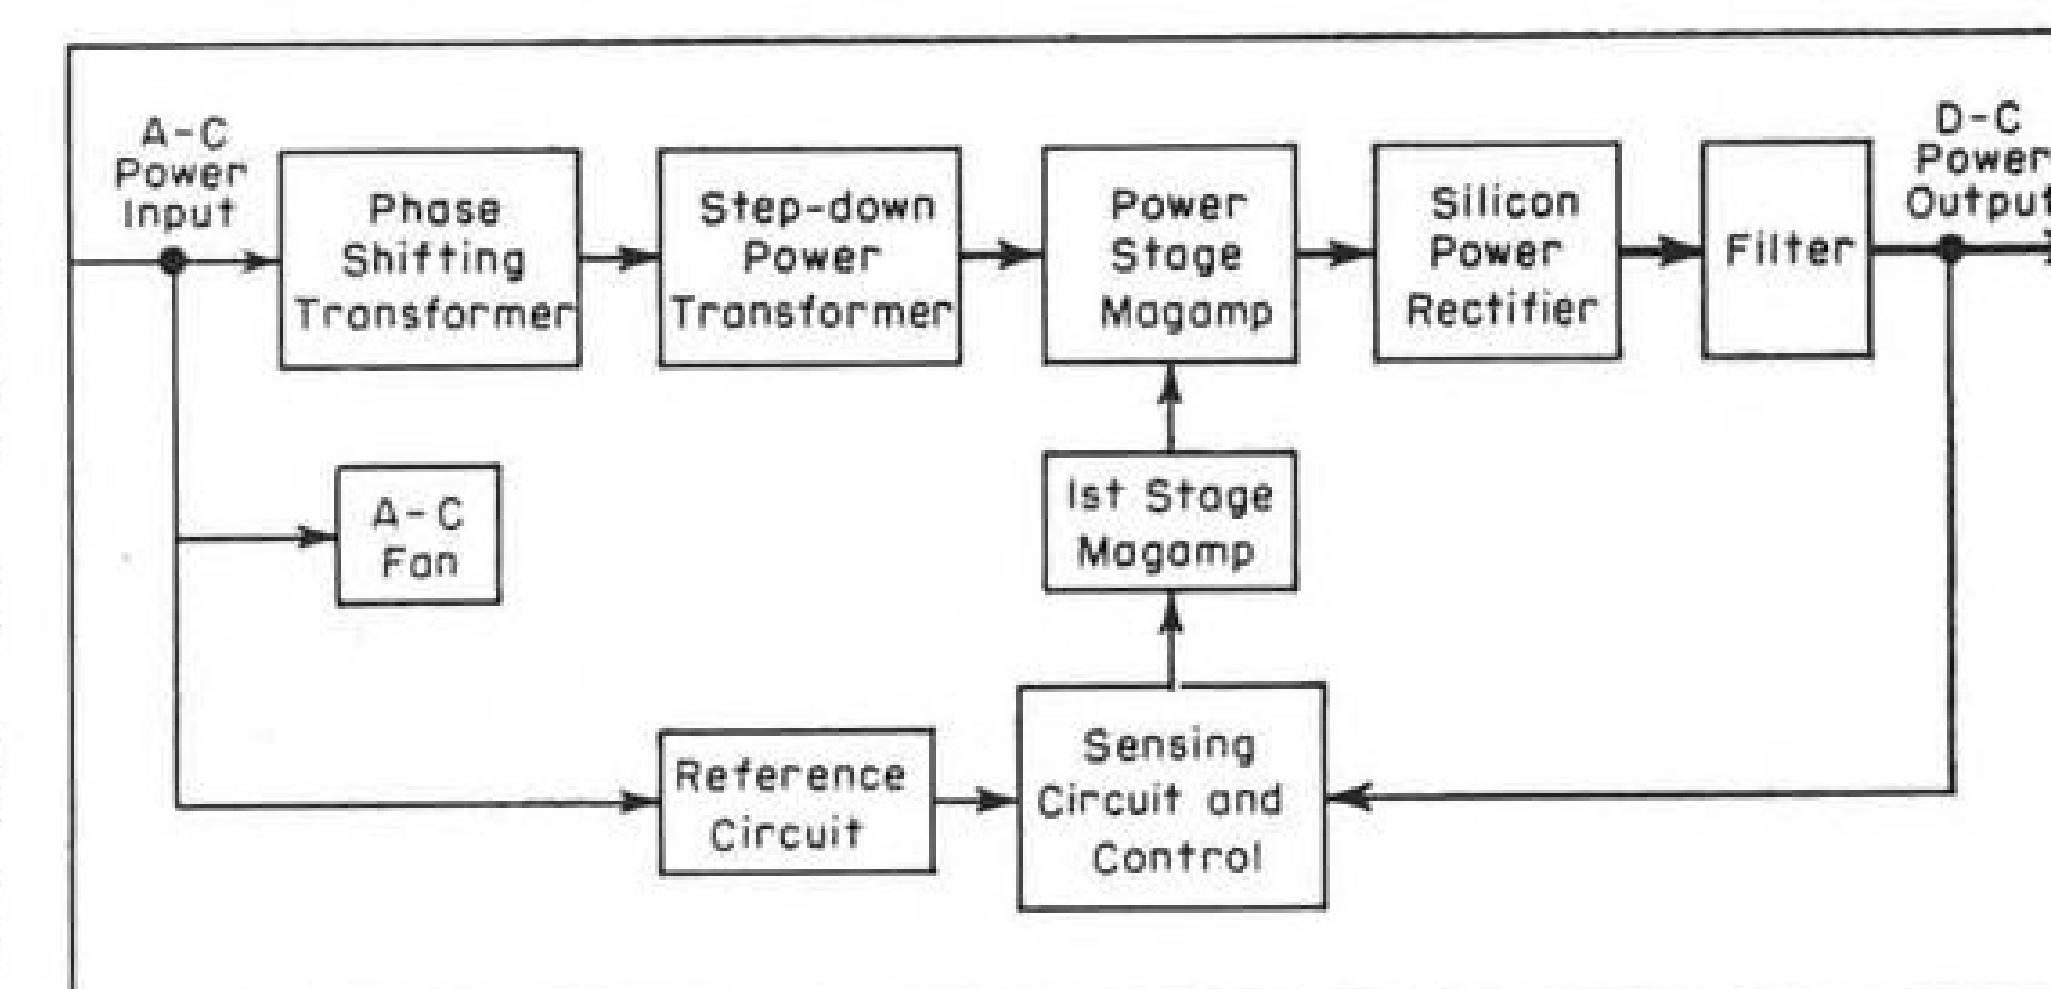 A-C
Power
Input
Phase
Shifting
Transformer
Step-down
Power
Transformer
Power
Stage
Magamp
Silicon
Power
Rectifier
Filter
D-C
Power
Output
A-C
Fan
1st Stage
Magamp
Reference
Circuit
Sensing
Circuit and
Control